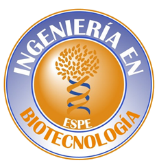 INGENIERÍA EN
ESPE
BIOTECNOLOGÍA